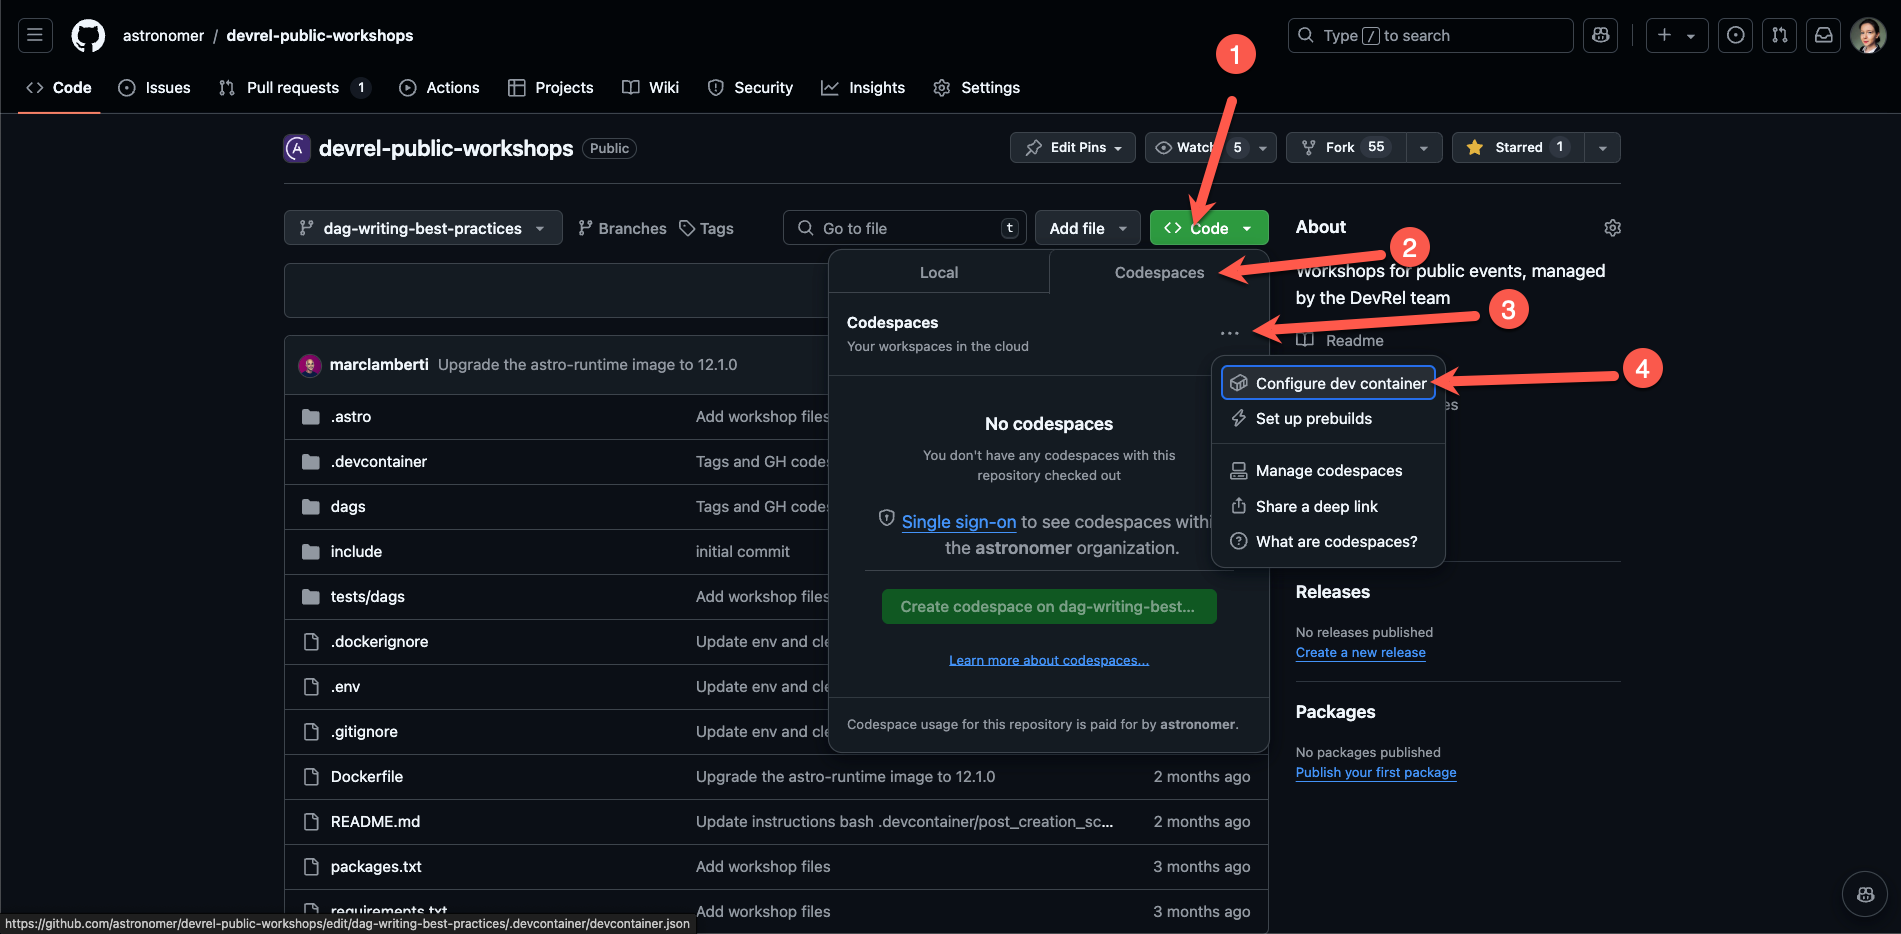 astronomer / devrel-public-workshops
Type / to search
1
Code
Issues
Pull requests 1
Actions
Projects
Wiki
Security
Insights
Settings
devrel-public-workshops Public
Edit Pins
Watch 5
Fork 55
Starred 1
dag-writing-best-practices
Branches
Tags
Go to file t
Add file
Code
About
2
Workshops for public events, managed
by the DevRel team
3
Readme
4
Local
Codespaces
Codespaces
Your workspaces in the cloud
...
Configure dev container
Set up prebuilds
Manage codespaces
Share a deep link
What are codespaces?
No codespaces
You don't have any codespaces with this
repository checked out
Single sign-on to see codespaces
the astronomer organization.
Create codespace on dag-writing-best...
Learn more about codespaces...
Codespace usage for this repository is paid for by astronomer.
marclamberti Upgrade the astro-runtime image to 12.1.0
.astro Add workshop files
.devcontainer Tags and GH
dags Tags and GH
include initial commit
tests/dags Add workshop files
.dockerignore Update env and
.env Update env and
.gitignore Update env and
Dockerfile Upgrade the astro-runtime image to 12.1.0 2 months ago
README.md Update instructions bash .devcontainer/post_creation_sc... 2 months ago
packages.txt Add workshop files 3 months ago
requirements.txt Add workshop files 3 months ago
Releases
No releases published
Create a new release
Packages
No packages published
Publish your first package
https://github.com/astronomer/devrel-public-workshops/edit/dag-writing-best-practices/.devcontainer/devcontainer.json